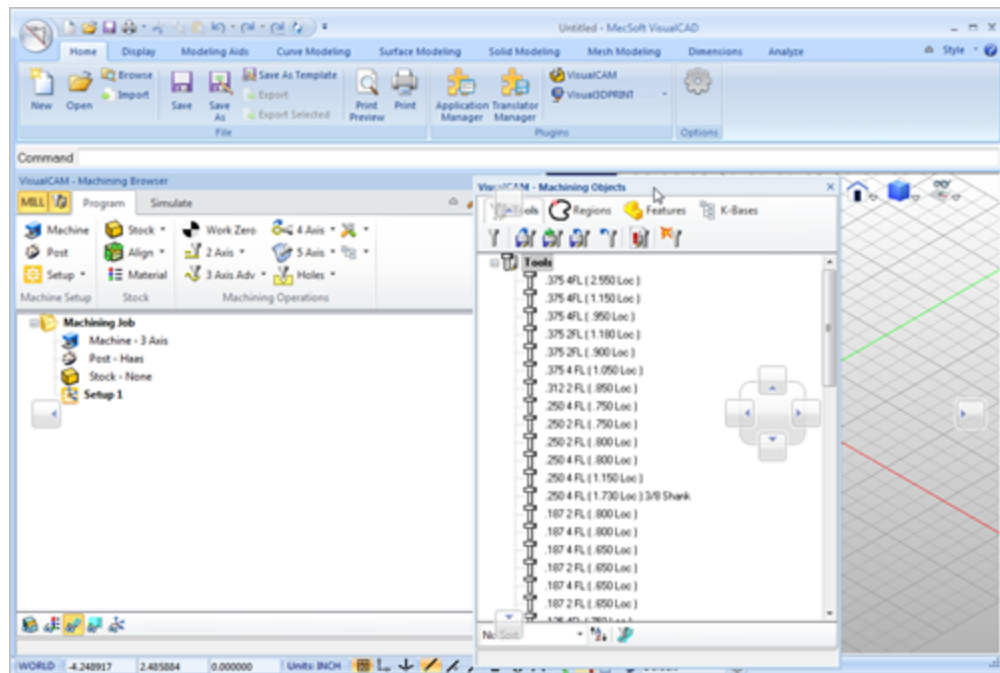 Untitled - MecSoft VisualCAD
Home Display Modeling Aids Curve Modeling Surface Modeling Solid Modeling Mesh Modeling Dimensions Analyze Style
New Open Browse Import Save Save As Save As Template Export Export Selected Print Preview Print Application Manager Translator Manager VisualCAM Visual3DPRINT
File Plugins Options
Command
VisualCAM - Machining Browser
MILL Program Simulate
Machine Stock Work Zero 4 Axis
Post Align 2 Axis 5 Axis
Setup Material 3 Axis Adv Holes
Machine Setup Stock Machining Operations
Machining Job
Machine - 3 Axis
Post - Haas
Stock - None
Setup 1
- Machining Objects
Regions Features K-Bases
Tools
.375 4FL ( 2.550 Loc )
.375 4FL ( 1.150 Loc )
.375 4FL ( .950 Loc )
.375 2FL ( 1.180 Loc )
.375 2FL ( .900 Loc )
.375 4 FL ( 1.050 Loc )
.312 2 FL ( .850 Loc )
.250 4 FL ( .750 Loc )
.250 2 FL ( .750 Loc )
.250 2 FL ( .800 Loc )
.250 4 FL ( .800 Loc )
.250 4 FL ( 1.150 Loc )
.250 4 FL ( 1.730 Loc ) 3/8 Shank
.187 2 FL ( .800 Loc )
.187 4 FL ( .800 Loc )
.187 4 FL ( .650 Loc )
.187 2 FL ( .650 Loc )
.187 4 FL ( .650 Loc )
.187 2 FL ( .650 Loc )
No Sort
WORLD -4.248917 2.485884 0.000000 Units: INCH